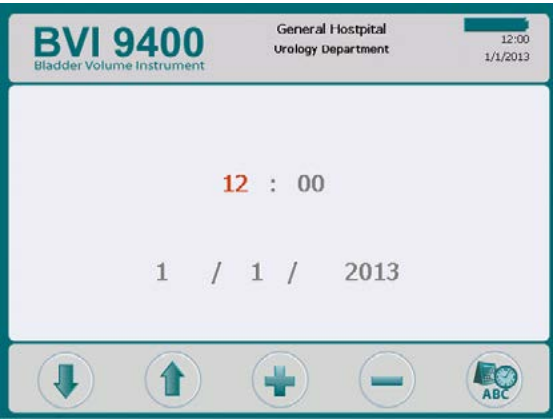 BVI 9400
Bladder Volume Instrument
General Hostpital
Urology Department
12:00
1/1/2013
12 : 00
1 / 1 / 2013
ABC